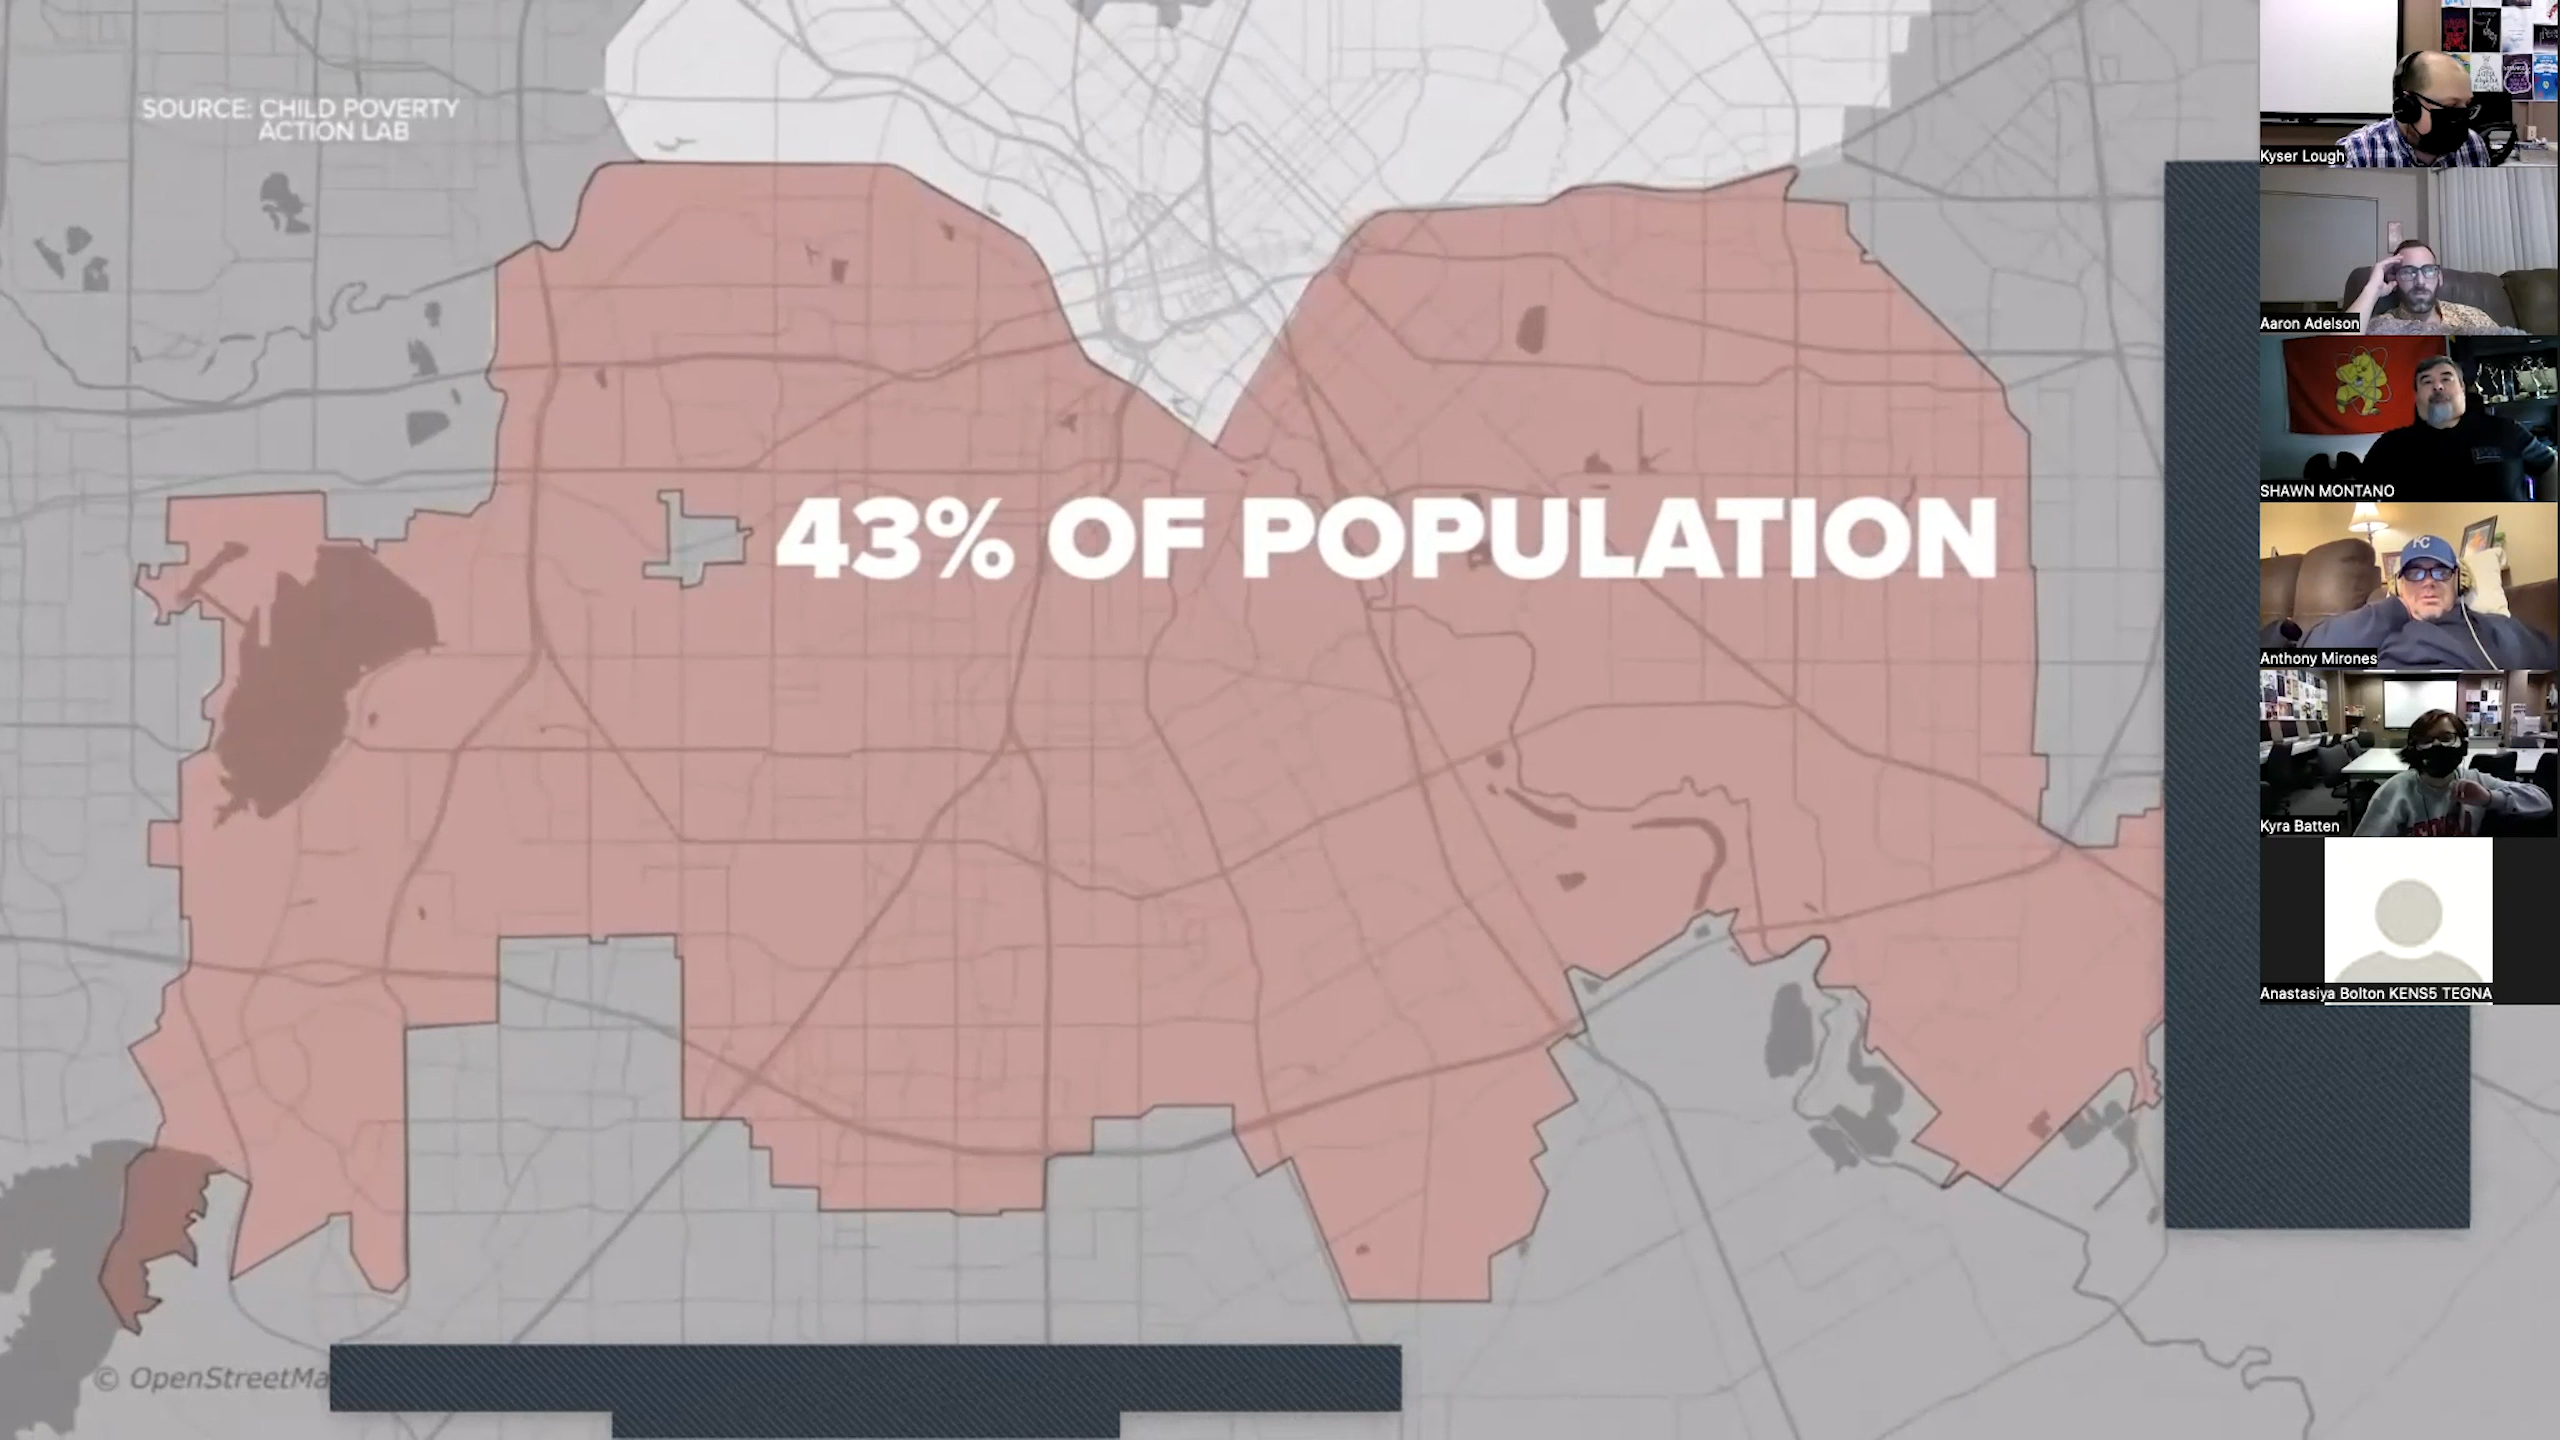 SOURCE: CHILD POVERTY
ACTION LAB
43% OF POPULATION
© OpenStreetMa
Kyser Lough
Aaron Adelson
SHAWN MONTANO
KC
Anthony Mirones
Kyra Batten
Anastasiya Bolton KENS5 TEGNA